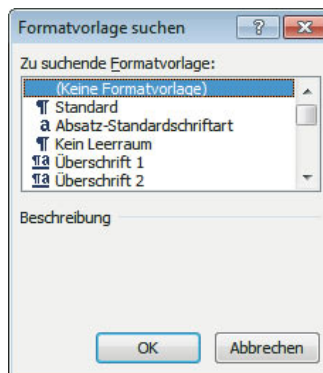 Formatvorlage suchen
Zu suchende Formatvorlage:
(Keine Formatvorlage)
¶ Standard
a Absatz-Standardschriftart
¶ Kein Leerraum
¶a Überschrift 1
¶a Überschrift 2
Beschreibung
OK Abbrechen